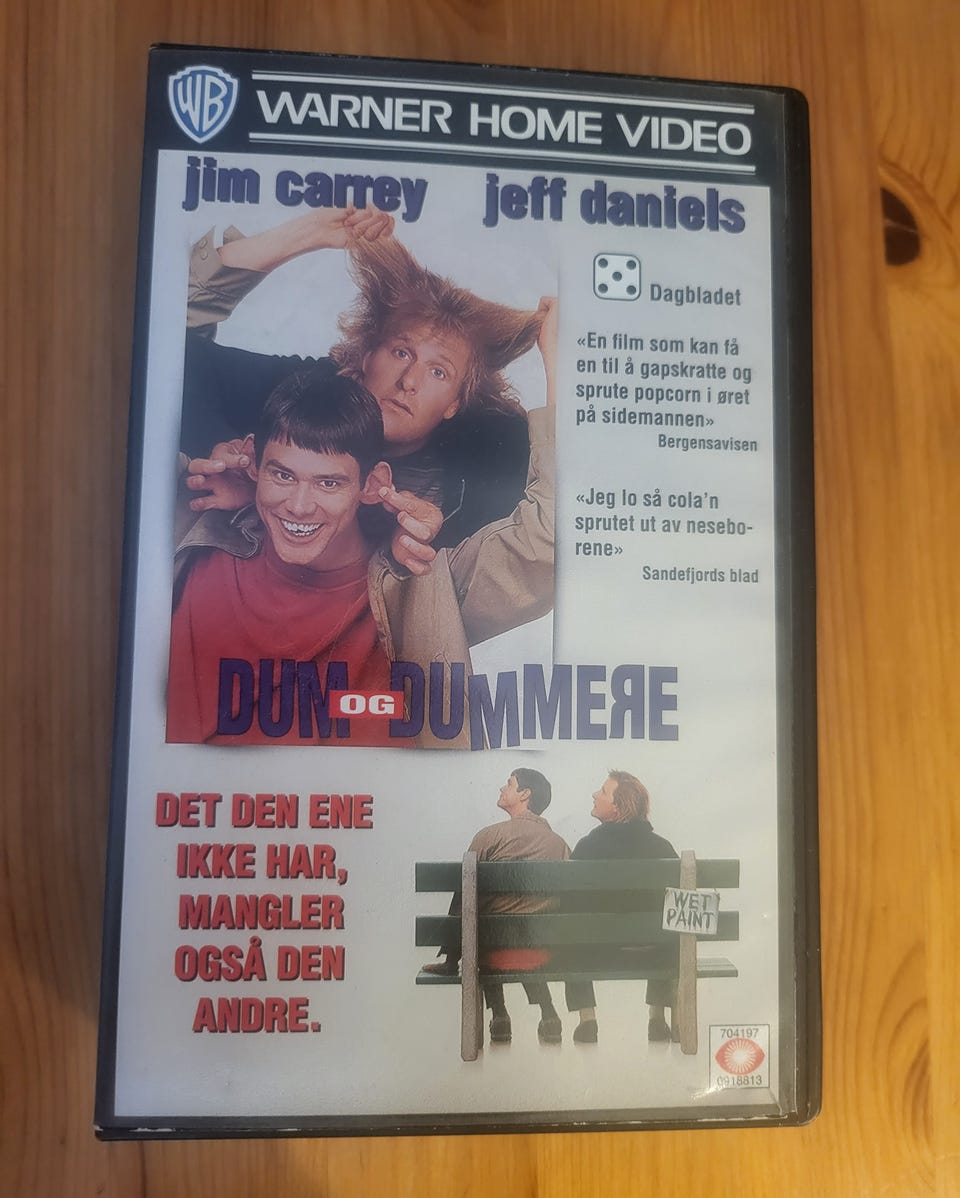 WB
WARNER HOME VIDEO
jim carrey jeff daniels
Dagbladet
«En film som kan få
en til å gapskratte og
sprute popcorn i øret
på sidemannen»
Bergensavisen
«Jeg lo så cola'n
sprutet ut av nesebo-
rene»
Sandefjords blad
DUM OG DUMMERE
DET DEN ENE
IKKE HAR,
MANGLER
OGSÅ DEN
ANDRE.
WET
PAINT
704197
0918813